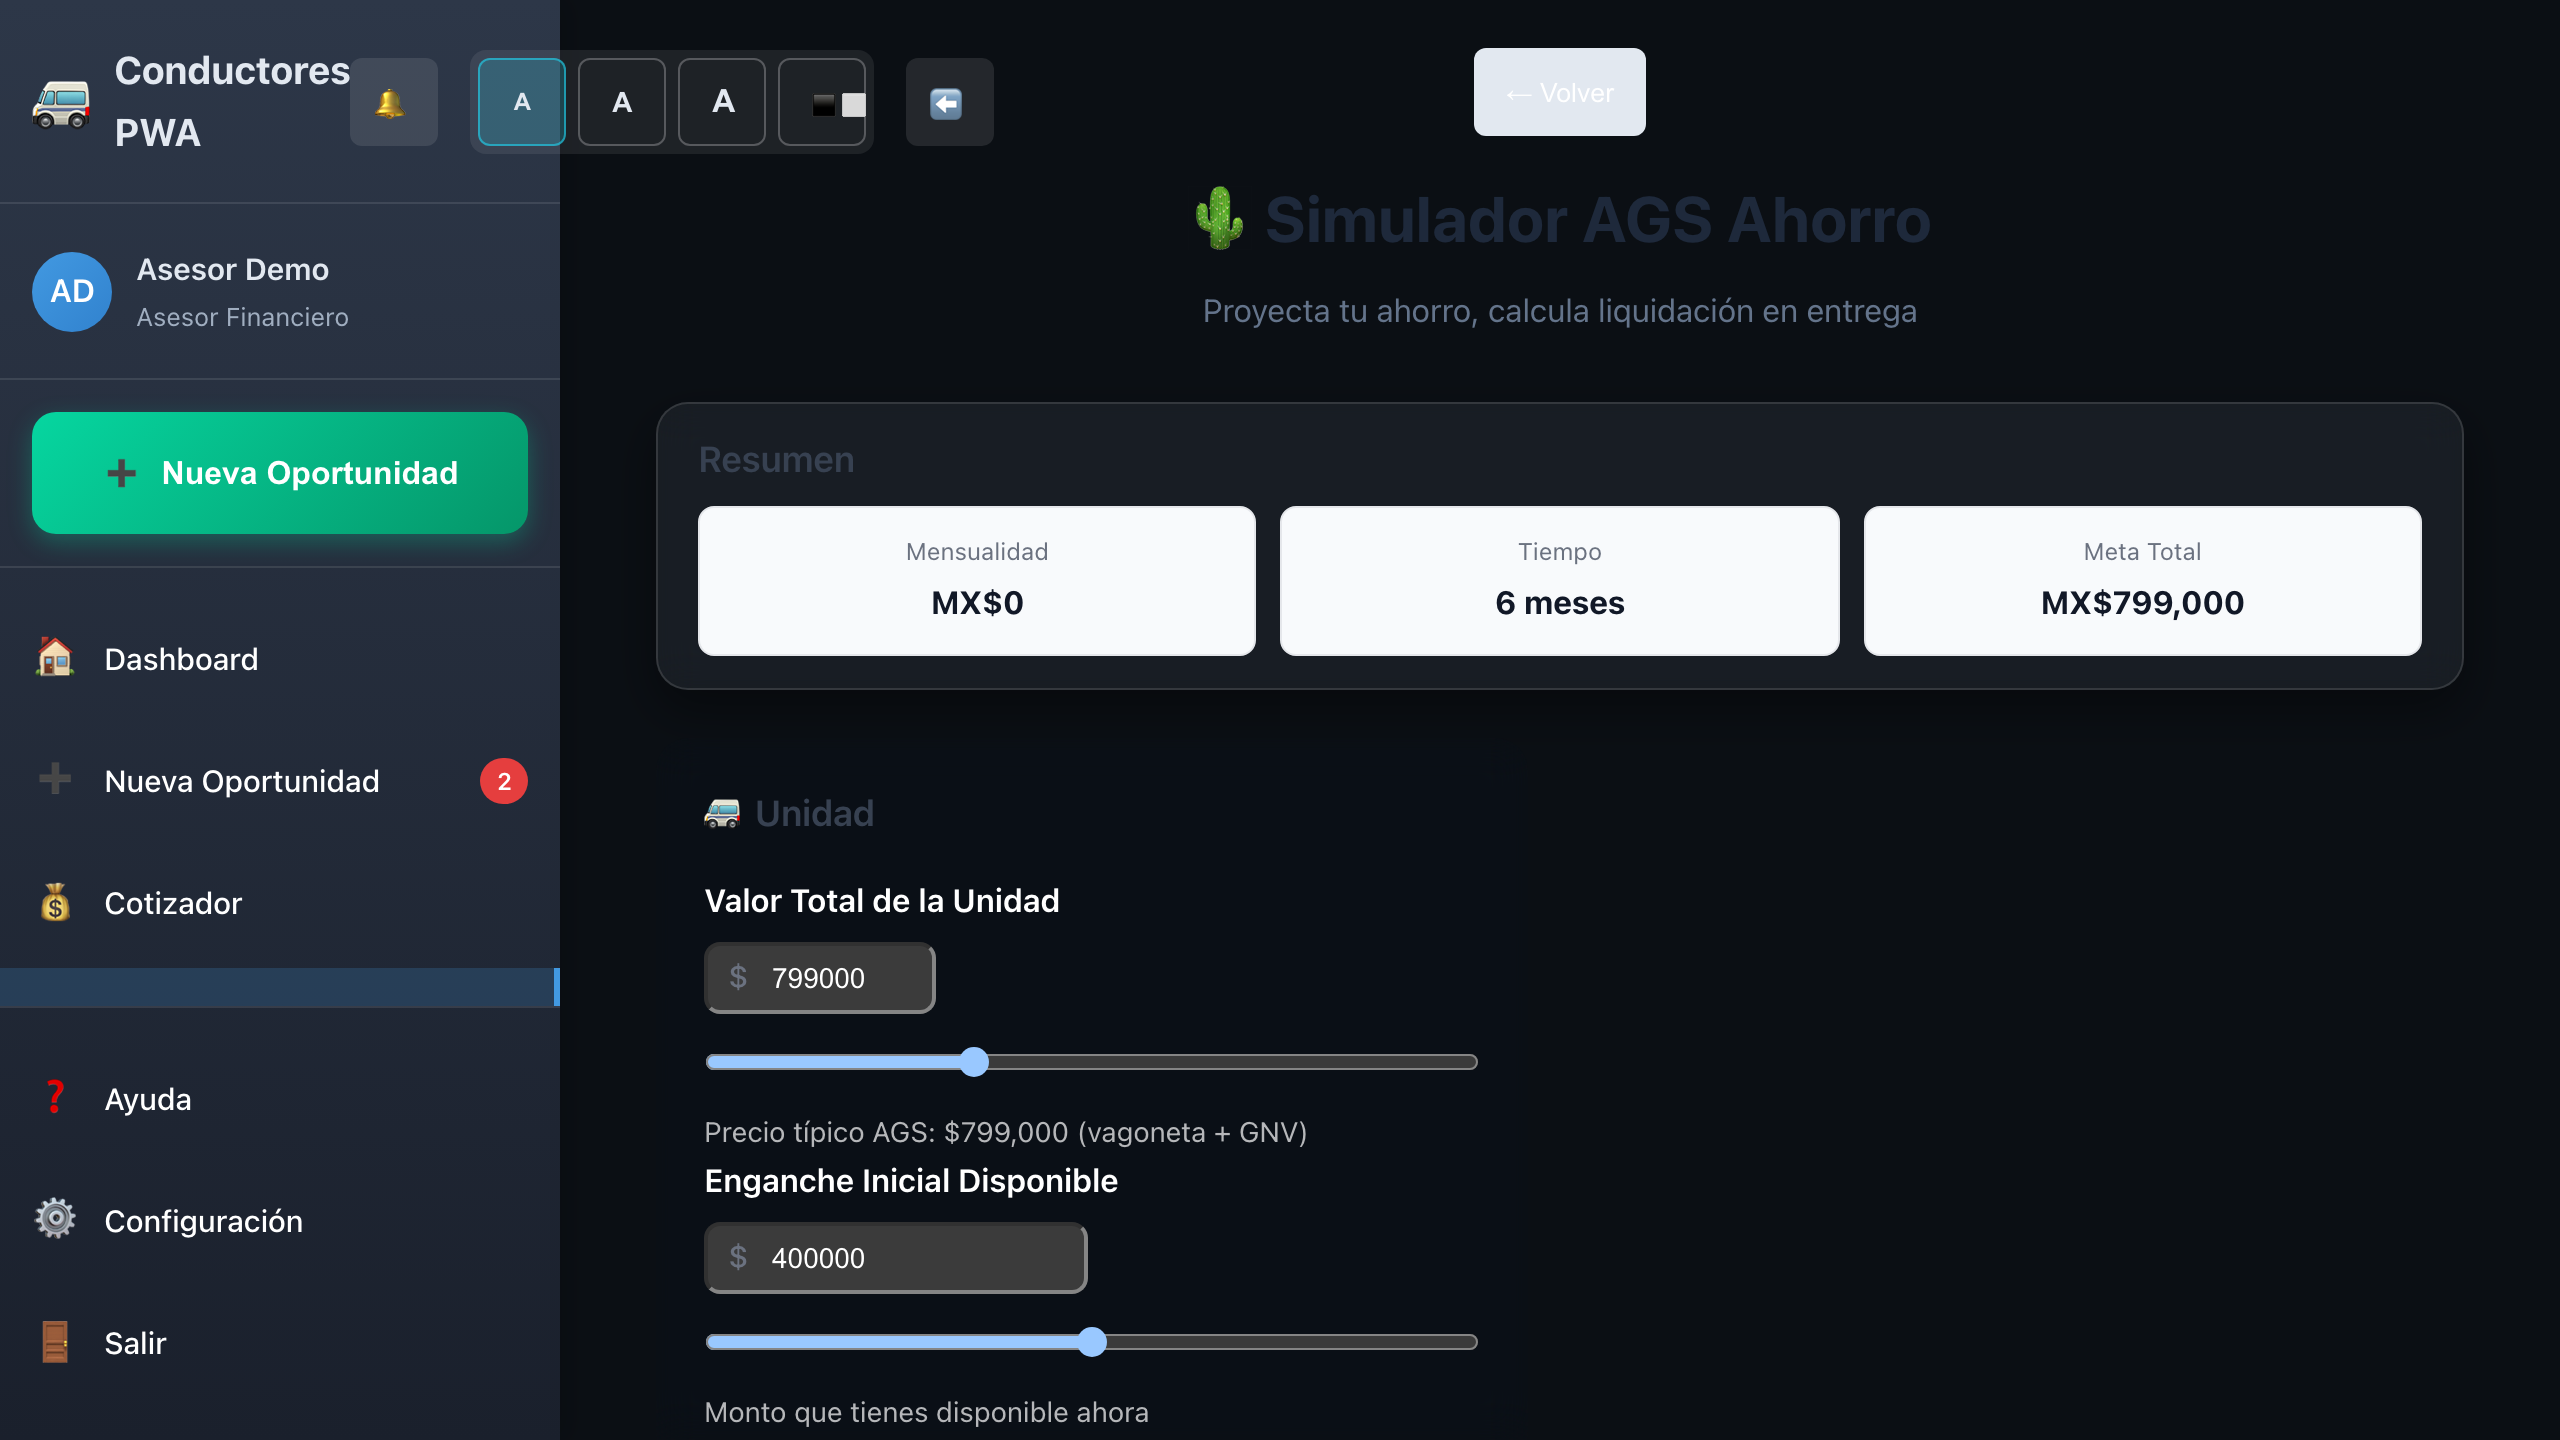 Conductores
PWA
A
A
A
← Volver
Simulador AGS Ahorro
Proyecta tu ahorro, calcula liquidación en entrega
AD
Asesor Demo
Asesor Financiero
Nueva Oportunidad
Dashboard
Nueva Oportunidad
2
Cotizador
Ayuda
Configuración
Salir
Resumen
Mensualidad
MX$0
Tiempo
6 meses
Meta Total
MX$799,000
Unidad
Valor Total de la Unidad
$ 799000
Precio típico AGS: $799,000 (vagoneta + GNV)
Enganche Inicial Disponible
$ 400000
Monto que tienes disponible ahora